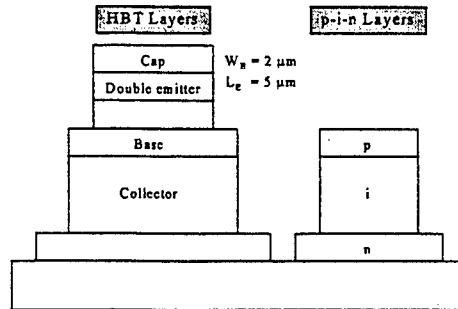 HBT Layers
p-i-n Layers
Cap
Double emitter
W_E = 2 μm
L_E = 5 μm
Base
Collector
p
i
n